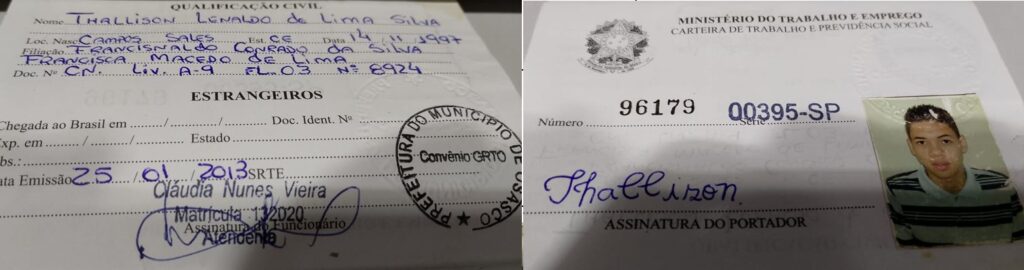 QUALIFICAÇÃO CIVIL
Nome THALLISON LENALDO DE LIMA SILVA
Loc. Nasc CAMPOS SALES Est. CE Data 14/11/1997
Filiação FRANCISNALDO CONRADO DA SILVA
FRANCISCA MACEDO DE LIMA
Doc. Nº CN. LIV. A-9 FL. 03 Nº 8924
ESTRANGEIROS
Chegada ao Brasil em ....../....../...... Doc. Ident. Nº
Exp. em ....../....../...... Estado
Obs.:
Data Emissão 25/01/2013 SRTE
Cláudia Nunes Vieira
Matrícula 132020
Assinatura do Funcionário
Atendente
PREFEITURA DO MUNICÍPIO DE OSASCO
Convênio GRTO
MINISTÉRIO DO TRABALHO E EMPREGO
CARTEIRA DE TRABALHO E PREVIDÊNCIA SOCIAL
Número 96179 Série 00395-SP
Thallison
ASSINATURA DO PORTADOR